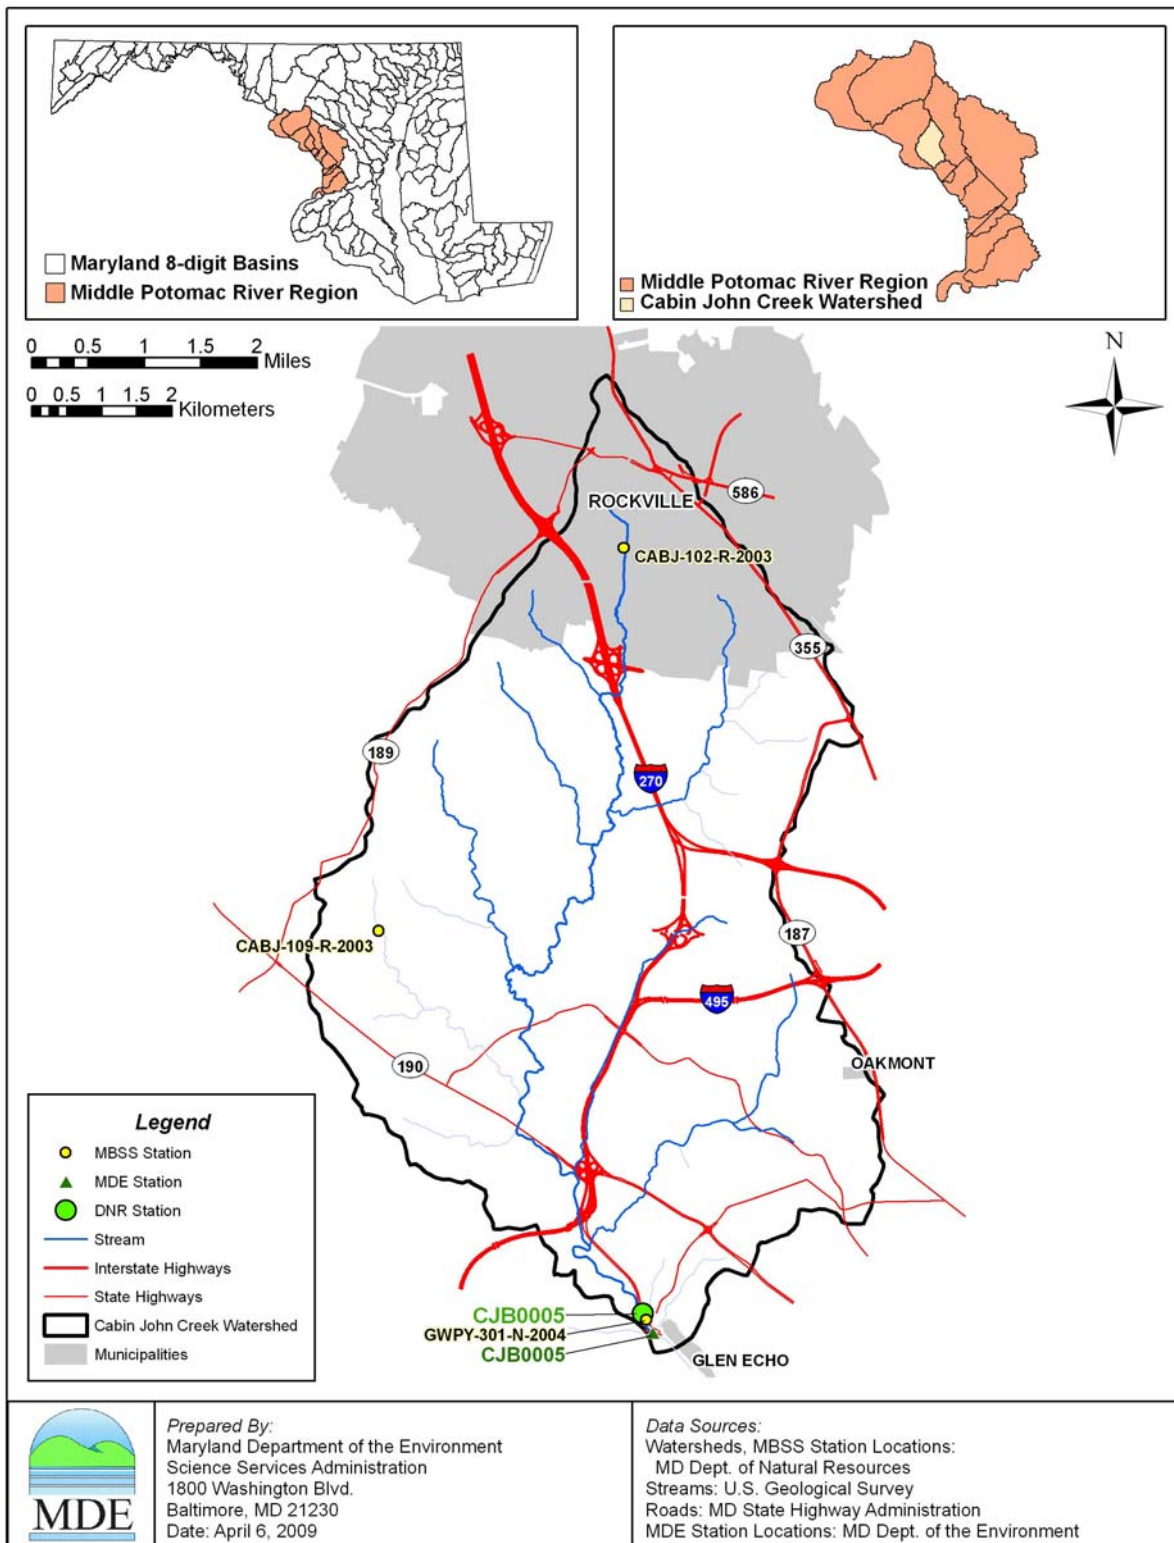 Maryland 8-digit Basins
Middle Potomac River Region
Middle Potomac River Region
Cabin John Creek Watershed
0 0.5 1 1.5 2
Miles
0 0.5 1 1.5 2
Kilometers
N
586
ROCKVILLE
CABJ-102-R-2003
355
189
270
187
CABJ-109-R-2003
495
190
OAKMONT
Legend
MBSS Station
MDE Station
DNR Station
Stream
Interstate Highways
State Highways
Cabin John Creek Watershed
Municipalities
CJB0005
GWPY-301-N-2004
CJB0005
GLEN ECHO
MDE
Prepared By:
Maryland Department of the Environment
Science Services Administration
1800 Washington Blvd.
Baltimore, MD 21230
Date: April 6, 2009
Data Sources:
Watersheds, MBSS Station Locations:
MD Dept. of Natural Resources
Streams: U.S. Geological Survey
Roads: MD State Highway Administration
MDE Station Locations: MD Dept. of the Environment